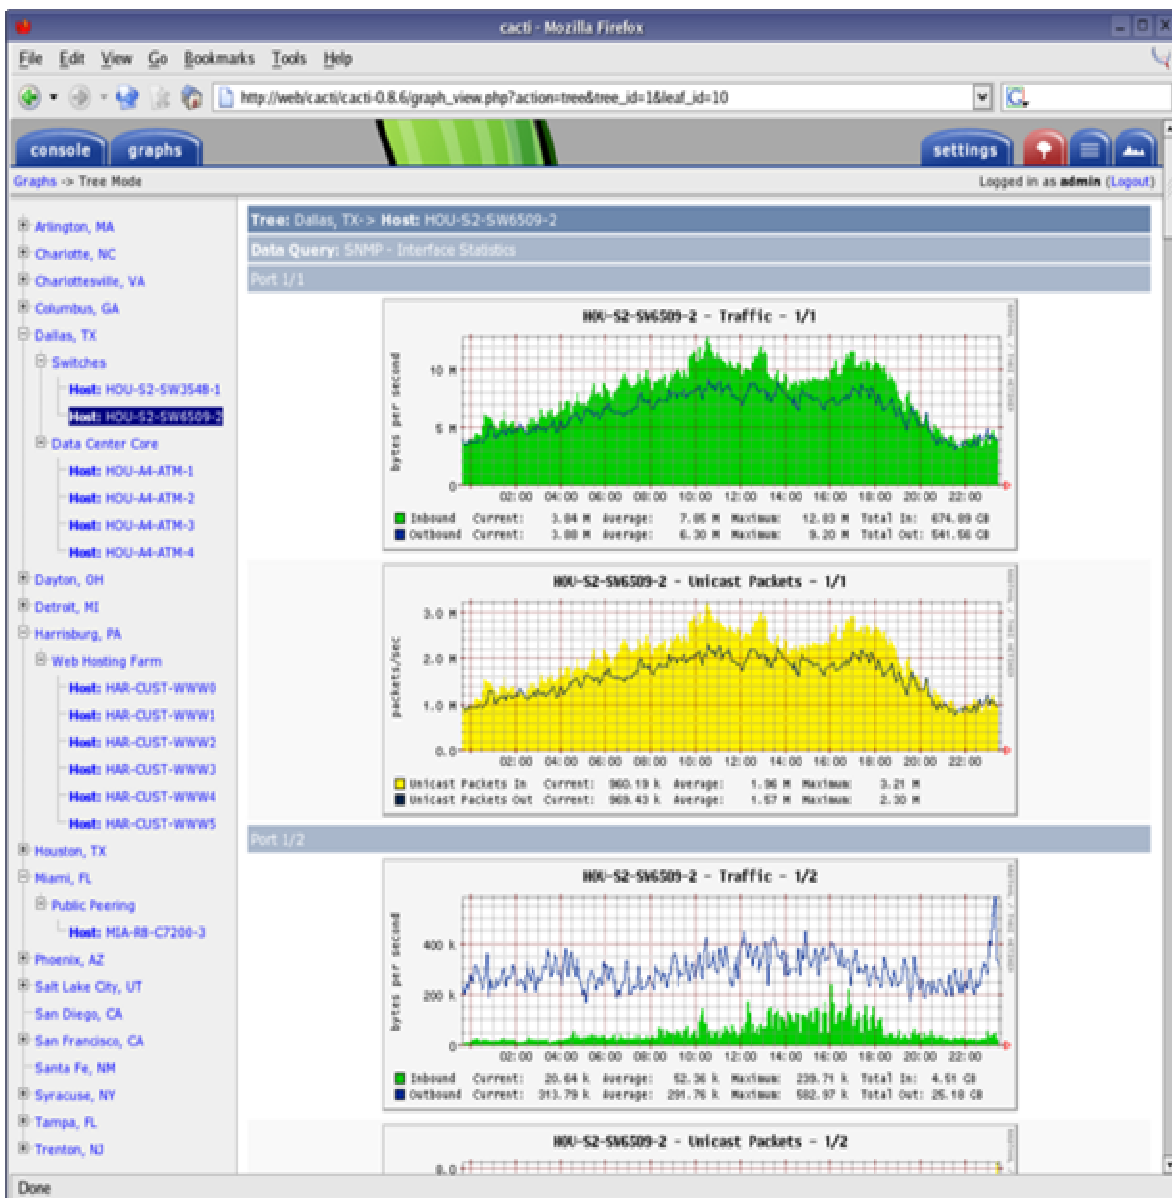 cacti - Mozilla Firefox
File Edit View Go Bookmarks Tools Help
http://web/cacti/cacti-0.8.6/graph_view.php?action=tree&tree_id=1&leaf_id=10
console graphs settings
Graphs -> Tree Mode Logged in as admin (Logout)
Arlington, MA
Charlotte, NC
Charlottesville, VA
Columbus, GA
Dallas, TX
Switches
Host: HOU-S2-SW3548-1
Host: HOU-S2-SW6509-2
Data Center Core
Host: HOU-A4-ATM-1
Host: HOU-A4-ATM-2
Host: HOU-A4-ATM-3
Host: HOU-A4-ATM-4
Dayton, OH
Detroit, MI
Harrisburg, PA
Web Hosting Farm
Host: HAR-CUST-WWW0
Host: HAR-CUST-WWW1
Host: HAR-CUST-WWW2
Host: HAR-CUST-WWW3
Host: HAR-CUST-WWW4
Host: HAR-CUST-WWW5
Houston, TX
Miami, FL
Public Peering
Host: MIA-R8-C7200-3
Phoenix, AZ
Salt Lake City, UT
San Diego, CA
San Francisco, CA
Santa Fe, NM
Syracuse, NY
Tampa, FL
Trenton, NJ
Tree: Dallas, TX-> Host: HOU-S2-SW6509-2
Data Query: SNMP - Interface Statistics
Port 1/1
HOU-S2-SW6509-2 - Traffic - 1/1
bytes per second
10 M
5 M
0
02:00 04:00 06:00 08:00 10:00 12:00 14:00 16:00 18:00 20:00 22:00
Inbound Current: 3.84 M Average: 7.85 M Maximum: 12.83 M Total In: 674.89 GB
Outbound Current: 3.88 M Average: 6.30 M Maximum: 9.20 M Total Out: 541.56 GB
HOU-S2-SW6509-2 - Unicast Packets - 1/1
packets/sec
3.0 M
2.0 M
1.0 M
0.0
02:00 04:00 06:00 08:00 10:00 12:00 14:00 16:00 18:00 20:00 22:00
Unicast Packets In Current: 960.19 k Average: 1.96 M Maximum: 3.21 M
Unicast Packets Out Current: 969.43 k Average: 1.57 M Maximum: 2.30 M
Port 1/2
HOU-S2-SW6509-2 - Traffic - 1/2
bytes per second
400 k
200 k
0
02:00 04:00 06:00 08:00 10:00 12:00 14:00 16:00 18:00 20:00 22:00
Inbound Current: 20.64 k Average: 52.36 k Maximum: 239.71 k Total In: 4.51 GB
Outbound Current: 313.79 k Average: 291.76 k Maximum: 582.97 k Total Out: 25.18 GB
HOU-S2-SW6509-2 - Unicast Packets - 1/2
8.0
Done